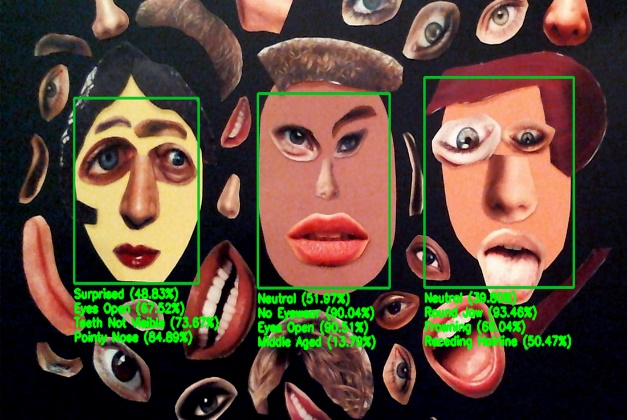 Surprised (48.83%)
Eyes Open (67.52%)
Teeth Not Visible (73.67%)
Pointy Nose (84.89%)
Neutral (51.97%)
No Eyewear (90.04%)
Eyes Open (90.51%)
Middle Aged (13.79%)
Neutral
Round Jaw (93.46%)
Frowning
Receding Hairline (50.47%)